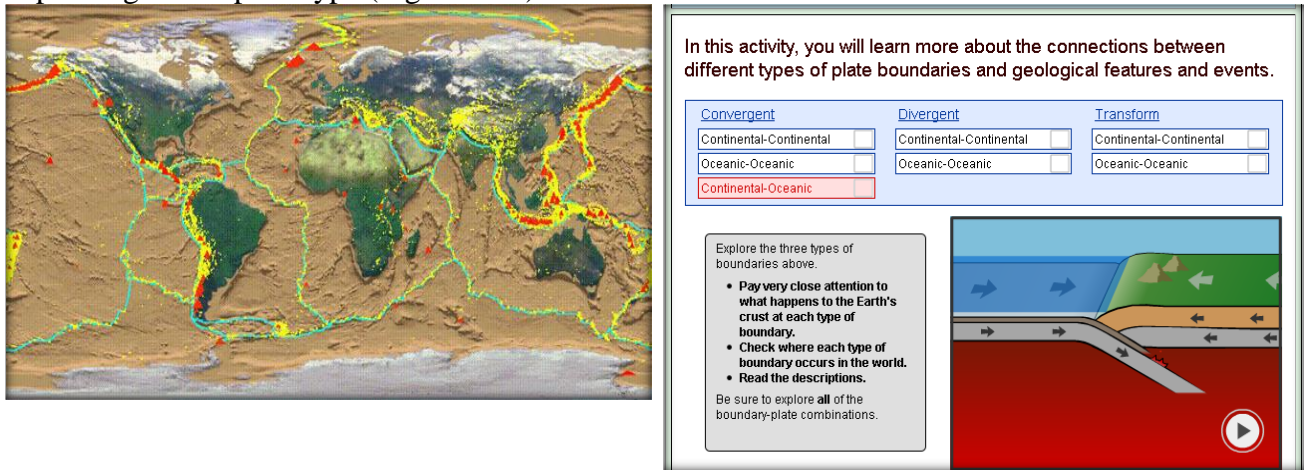 In this activity, you will learn more about the connections between
different types of plate boundaries and geological features and events.
Convergent Divergent Transform
Continental-Continental Continental-Continental Continental-Continental
Oceanic-Oceanic Oceanic-Oceanic Oceanic-Oceanic
Continental-Oceanic
Explore the three types of
boundaries above.
• Pay very close attention to
what happens to the Earth's
crust at each type of
boundary.
• Check where each type of
boundary occurs in the world.
• Read the descriptions.
Be sure to explore all of the
boundary-plate combinations.